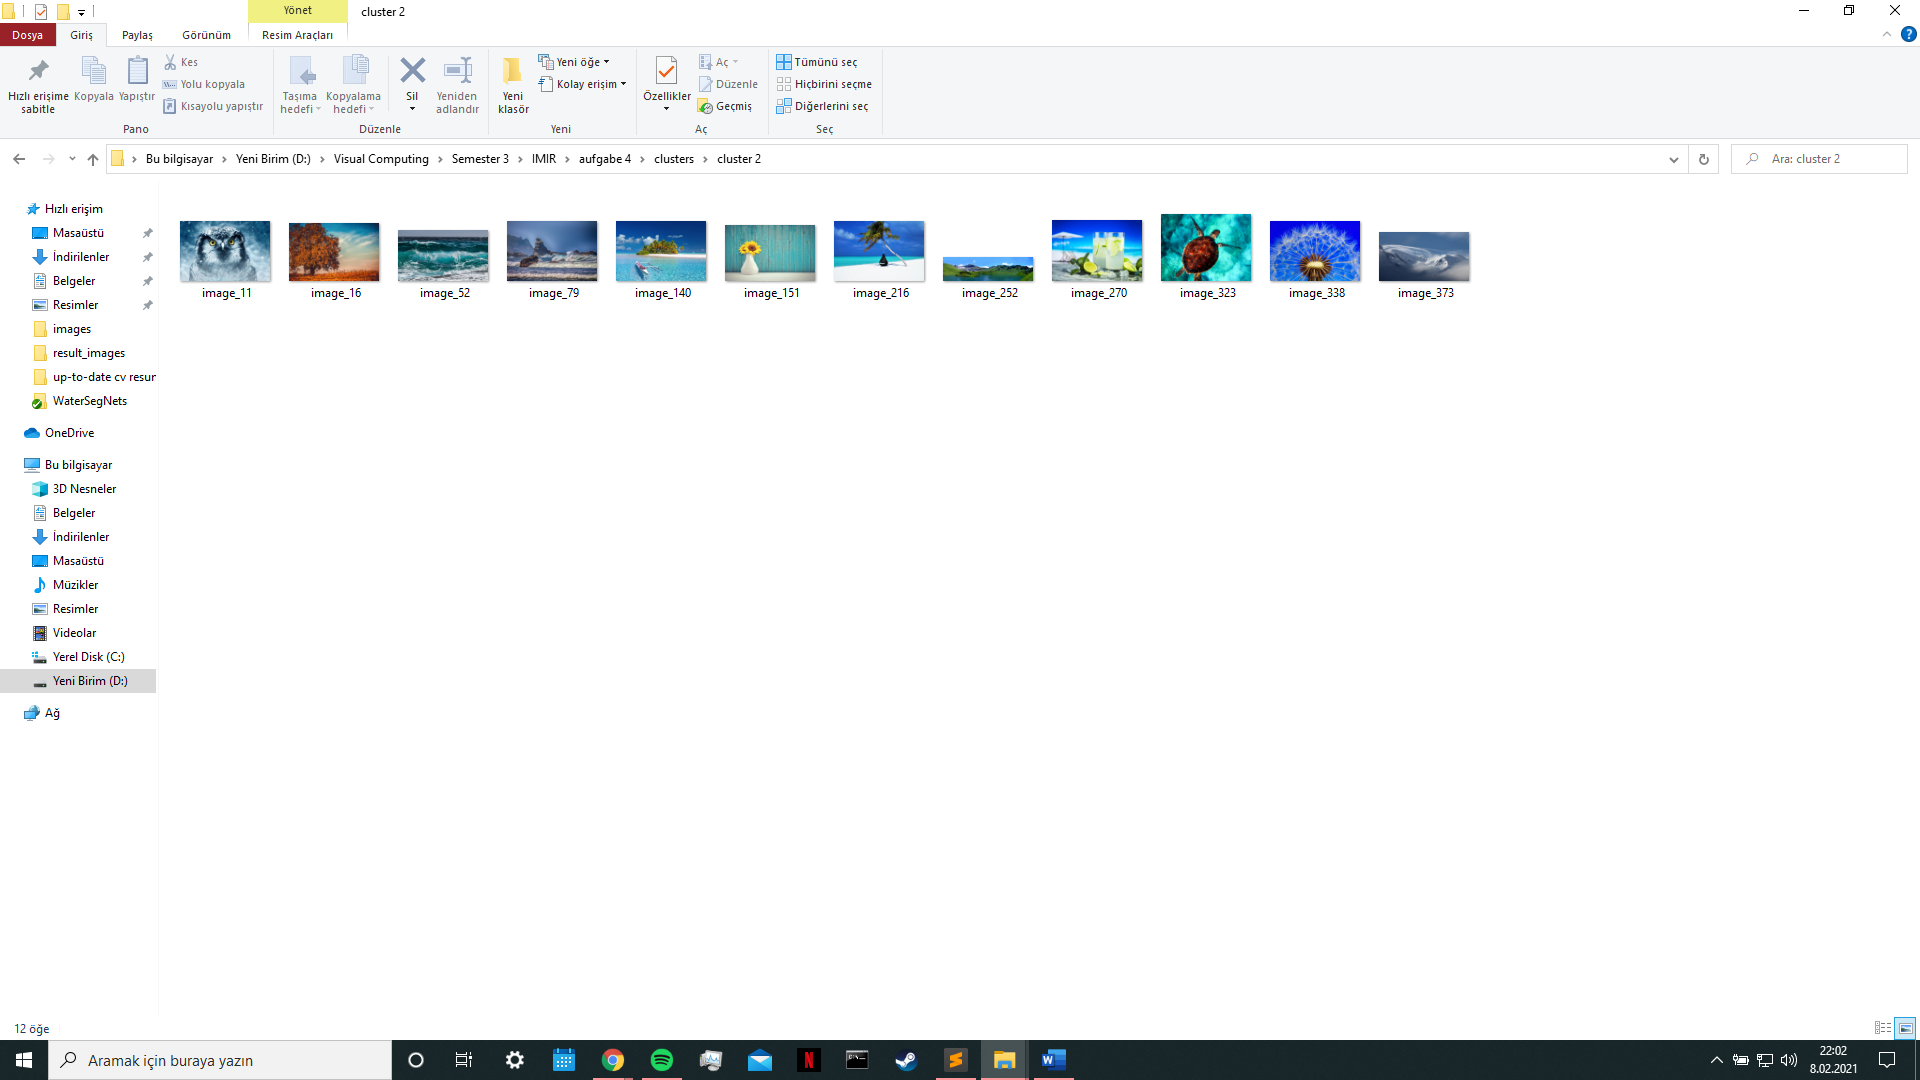 Yönet
cluster 2
Dosya
Giriş
Paylaş
Görünüm
Resim Araçları
Hızlı erişime sabitle
Kopyala
Yapıştır
Kes
Yolu kopyala
Kısayolu yapıştır
Pano
Taşıma hedefi
Kopyalama hedefi
Sil
Yeniden adlandır
Düzenle
Yeni klasör
Yeni öğe
Kolay erişim
Yeni
Özellikler
Aç
Düzenle
Geçmiş
Aç
Tümünü seç
Hiçbirini seçme
Diğerlerini seç
Seç
Bu bilgisayar > Yeni Birim (D:) > Visual Computing > Semester 3 > IMIR > aufgabe 4 > clusters > cluster 2
Ara: cluster 2
Hızlı erişim
Masaüstü
İndirilenler
Belgeler
Resimler
images
result_images
up-to-date cv resur
WaterSegNets
OneDrive
Bu bilgisayar
3D Nesneler
Belgeler
İndirilenler
Masaüstü
Müzikler
Resimler
Videolar
Yerel Disk (C:)
Yeni Birim (D:)
Ağ
image_11
image_16
image_52
image_79
image_140
image_151
image_216
image_252
image_270
image_323
image_338
image_373
12 öğe
Aramak için buraya yazın
22:02
8.02.2021